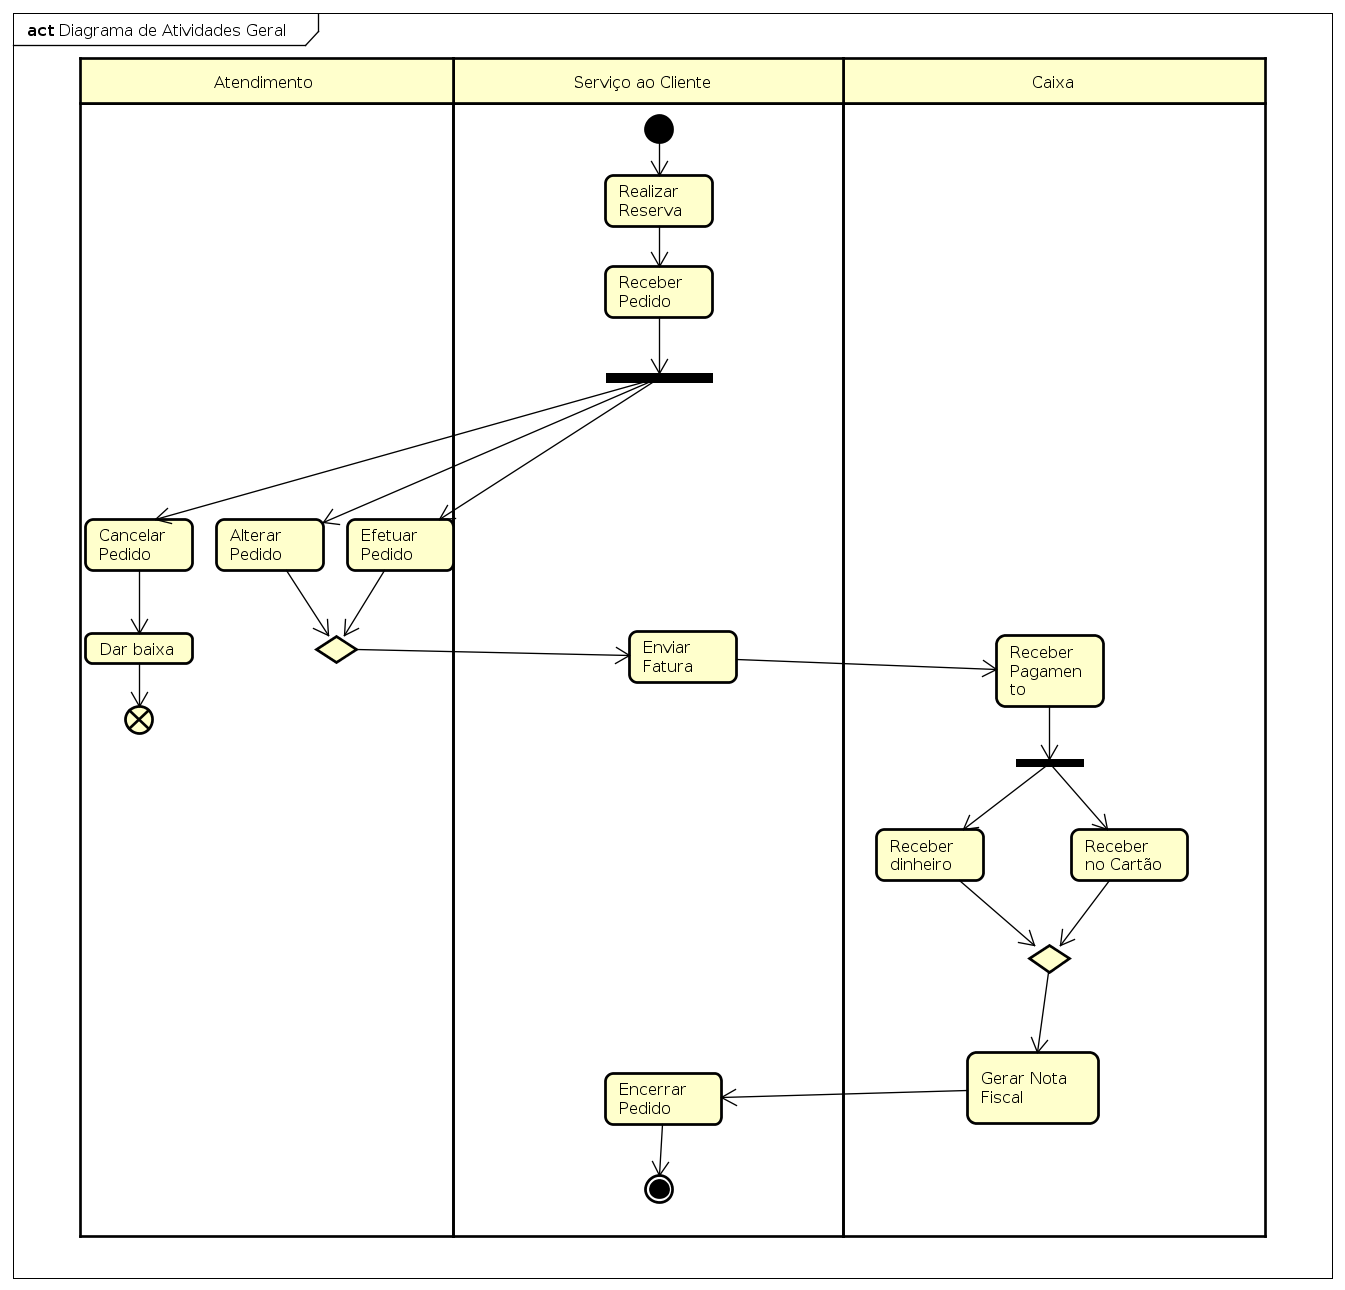 act Diagrama de Atividades Geral
Atendimento
Serviço ao Cliente
Caixa
Realizar
Reserva
Receber
Pedido
Cancelar
Pedido
Alterar
Pedido
Efetuar
Pedido
Dar baixa
Enviar
Fatura
Receber
Pagamen
to
Receber
dinheiro
Receber
no Cartão
Gerar Nota
Fiscal
Encerrar
Pedido